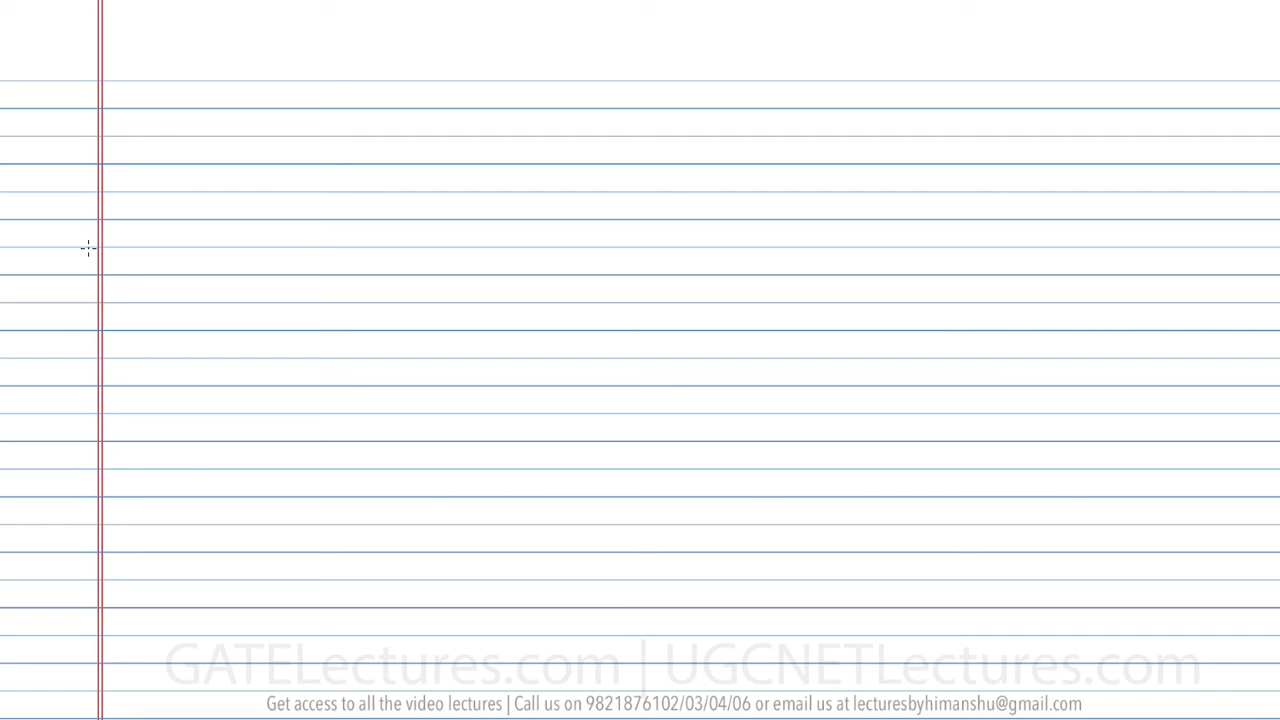 GATELectures.com | UGCNETLectures.com
Get access to all the video lectures | Call us on 9821876102/03/04/06 or email us at lecturesbyhimanshu@gmail.com